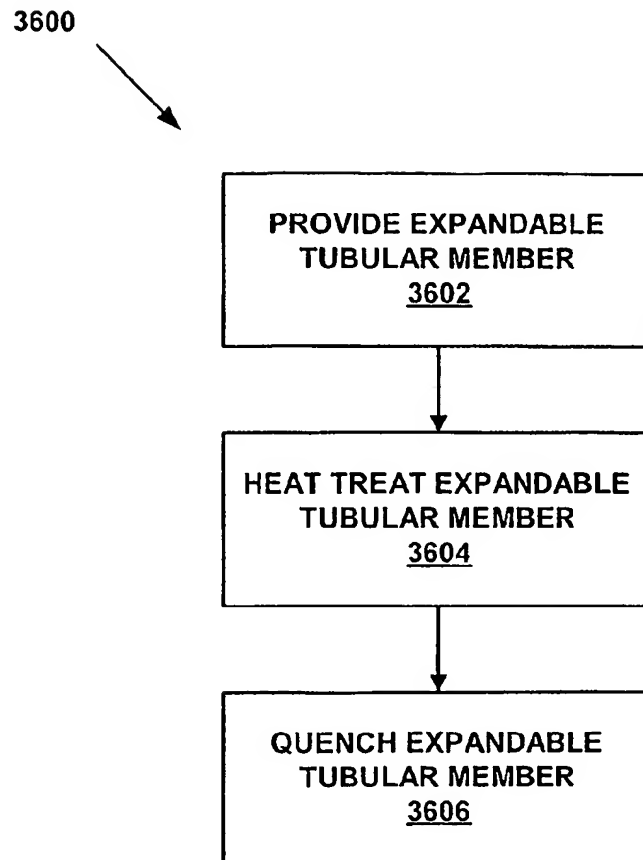 3600
PROVIDE EXPANDABLE
TUBULAR MEMBER
3602
HEAT TREAT EXPANDABLE
TUBULAR MEMBER
3604
QUENCH EXPANDABLE
TUBULAR MEMBER
3606